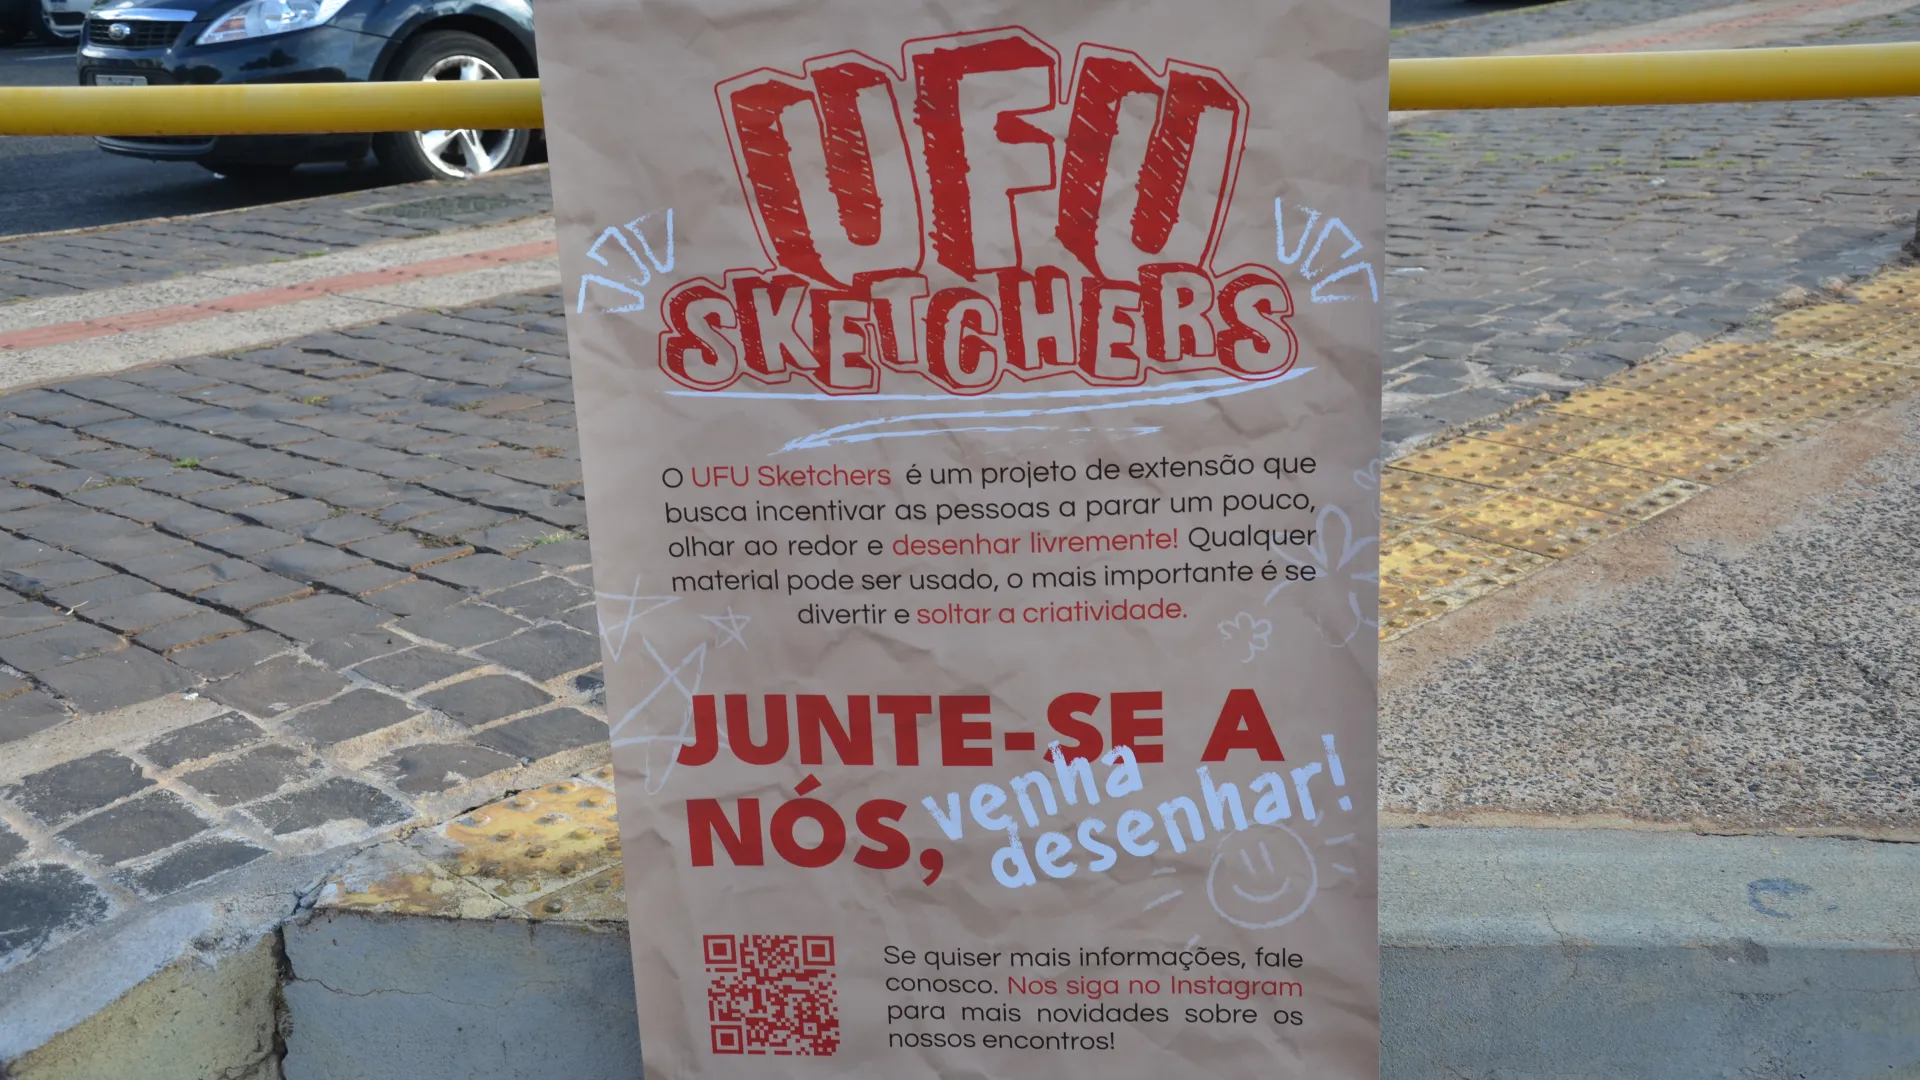 UFU
SKETCHERS
O UFU Sketchers é um projeto de extensão que
busca incentivar as pessoas a parar um pouco,
olhar ao redor e desenhar livremente! Qualquer
material pode ser usado, o mais importante é se
divertir e soltar a criatividade.
JUNTE-SE A
NÓS, venha
desenhar!
Se quiser mais informações, fale
conosco. Nos siga no Instagram
para mais novidades sobre os
nossos encontros!